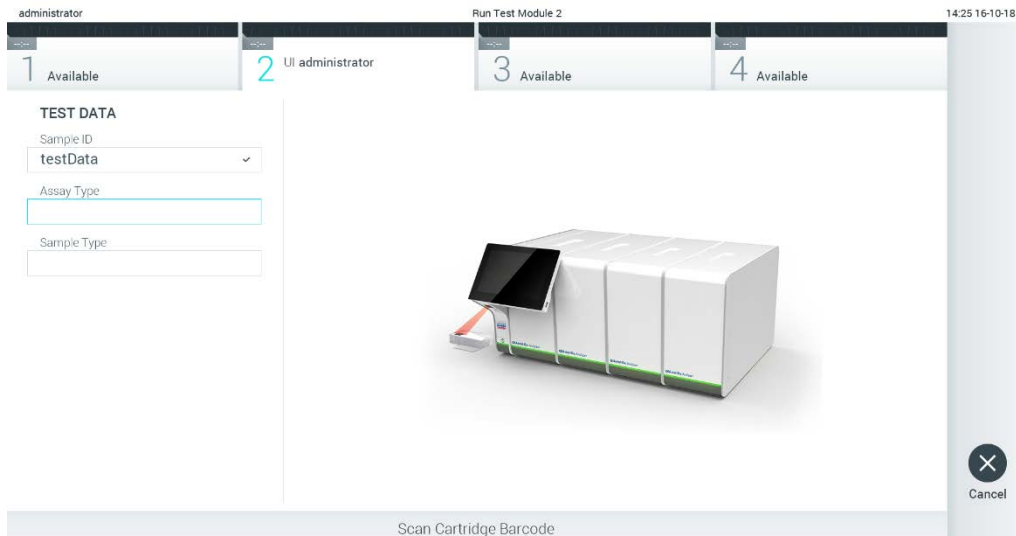 administrator
Run Test Module 2
14:25 16-10-18
--:--
1 Available
--:--
2 UI administrator
--:--
3 Available
--:--
4 Available
TEST DATA
Sample ID
testData
Assay Type
Sample Type
Cancel
Scan Cartridge Barcode